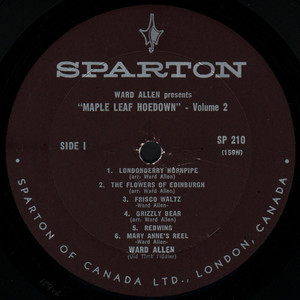 SPARTON
WARD ALLEN presents
"MAPLE LEAF HOEDOWN" - Volume 2
SIDE I
SP 210
(159W)
1. LONDONDERRY HORNPIPE
(arr: Ward Allen)
2. THE FLOWERS OF EDINBURGH
(arr: Ward Allen)
3. FRISCO WALTZ
-Ward Allen-
4. GRIZZLY BEAR
(arr: Ward Allen)
5. REDWING
6. MARY ANNE'S REEL
-Ward Allen-
WARD ALLEN
(Old Time Fiddler)
• SPARTON OF CANADA LTD., LONDON, CANADA •